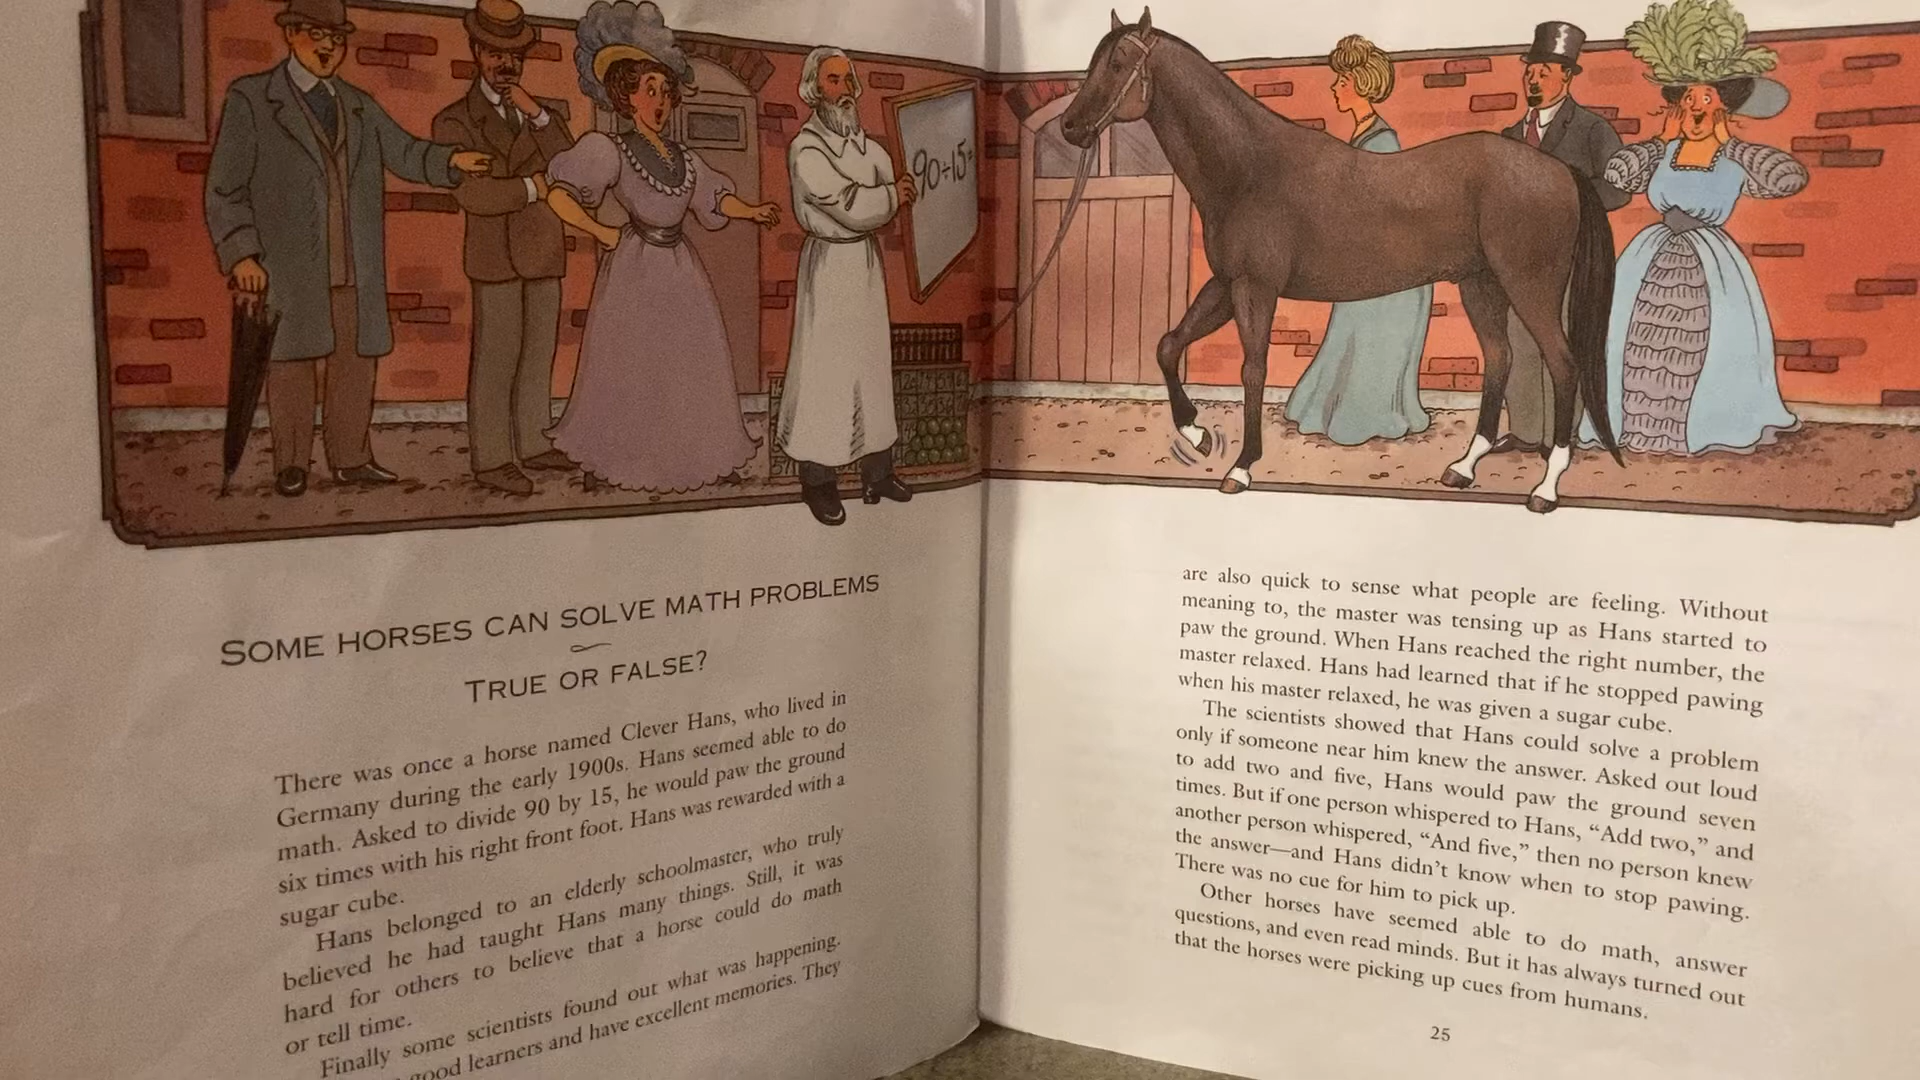 90÷15=
SOME HORSES CAN SOLVE MATH PROBLEMS
TRUE OR FALSE?
There was once a horse named Clever Hans, who lived in
Germany during the early 1900s. Hans seemed able to do
math. Asked to divide 90 by 15, he would paw the ground
six times with his right front foot. Hans was rewarded with a
sugar cube.
Hans belonged to an elderly schoolmaster, who truly
believed he had taught Hans many things. Still, it was
hard for others to believe that a horse could do math
or tell time.
Finally some scientists found out what was happening.
good learners and have excellent memories. They
are also quick to sense what people are feeling. Without
meaning to, the master was tensing up as Hans started to
paw the ground. When Hans reached the right number, the
master relaxed. Hans had learned that if he stopped pawing
when his master relaxed, he was given a sugar cube.
The scientists showed that Hans could solve a problem
only if someone near him knew the answer. Asked out loud
to add two and five, Hans would paw the ground seven
times. But if one person whispered to Hans, “Add two,” and
another person whispered, “And five,” then no person knew
the answer—and Hans didn’t know when to stop pawing.
There was no cue for him to pick up.
Other horses have seemed able to do math, answer
questions, and even read minds. But it has always turned out
that the horses were picking up cues from humans.
25